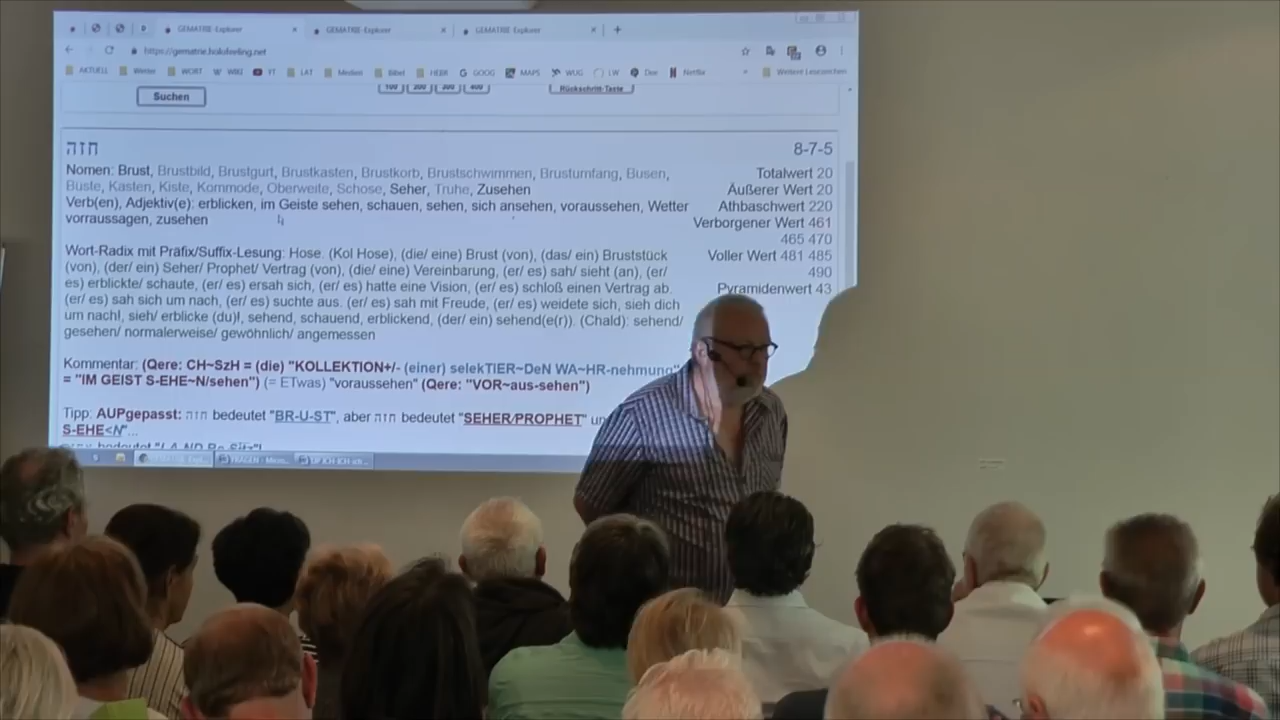 GEMATRIE-Explorer GEMATRIE-Explorer GEMATRIE-Explorer
https://gematrie.holofeeling.net
AKTUELL Wetter WORT WIKI YT LAT Medien Bibel HEBR GOOG MAPS WUG LW Netflix Weitere Lesezeichen
Suchen 100 200 300 400 Rückschritt-Taste
חזה 8-7-5
Nomen: Brust, Brustbild, Brustgurt, Brustkasten, Brustkorb, Brustschwimmen, Brustumfang, Busen,
Büste, Kasten, Kiste, Kommode, Oberweite, Schose, Seher, Truhe, Zusehen
Verb(en), Adjektiv(e): erblicken, im Geiste sehen, schauen, sehen, sich ansehen, voraussehen, Wetter
vorraussagen, zusehen
Totalwert 20
Äußerer Wert 20
Athbaschwert 220
Verborgener Wert 461
465 470
Voller Wert 481 485
490
Pyramidenwert 43
Wort-Radix mit Präfix/Suffix-Lesung: Hose. (Kol Hose), (die/ eine) Brust (von), (das/ ein) Bruststück
(von), (der/ ein) Seher/ Prophet/ Vertrag (von), (die/ eine) Vereinbarung, (er/ es) sah/ sieht (an), (er/
es) erblickte/ schaute, (er/ es) ersah sich, (er/ es) hatte eine Vision, (er/ es) schloß einen Vertrag ab.
(er/ es) sah sich um nach, (er/ es) suchte aus. (er/ es) sah mit Freude, (er/ es) weidete sich, sieh dich
um nach!, sieh/ erblicke (du)!, sehend, schauend, erblickend, (der/ ein) sehend(e(r)). (Chald): sehend/
gesehen/ normalerweise/ gewöhnlich/ angemessen
Kommentar: (Qere: CH~SzH = (die) "KOLLEKTION+/- (einer) selekTIER~DeN WA~HR-nehmung"
= "IM GEIST S-EHE~N/sehen") (= ETwas) "voraussehen" (Qere: "VOR~aus-sehen")
Tipp: AUPgepasst: חזה bedeutet "BR-U-ST", aber חזה bedeutet "SEHER/PROPHET"
S-EHE<N"...
bedeutet